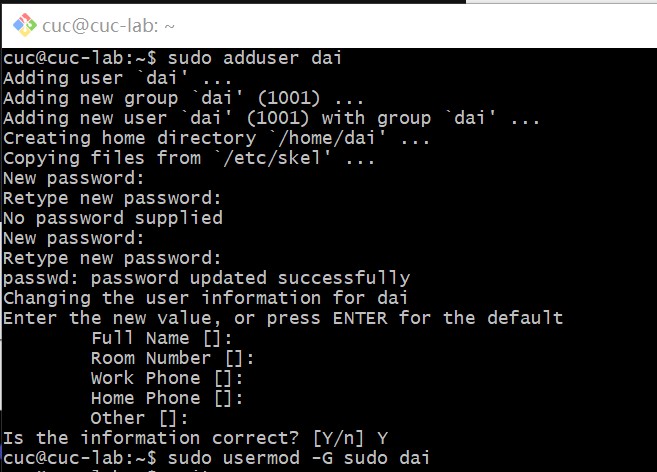 cuc@cuc-lab: ~
cuc@cuc-lab:~$ sudo adduser dai
Adding user `dai' ...
Adding new group `dai' (1001) ...
Adding new user `dai' (1001) with group `dai' ...
Creating home directory `/home/dai' ...
Copying files from `/etc/skel' ...
New password:
Retype new password:
No password supplied
New password:
Retype new password:
passwd: password updated successfully
Changing the user information for dai
Enter the new value, or press ENTER for the default
        Full Name []:
        Room Number []:
        Work Phone []:
        Home Phone []:
        Other []:
Is the information correct? [Y/n] Y
cuc@cuc-lab:~$ sudo usermod -G sudo dai